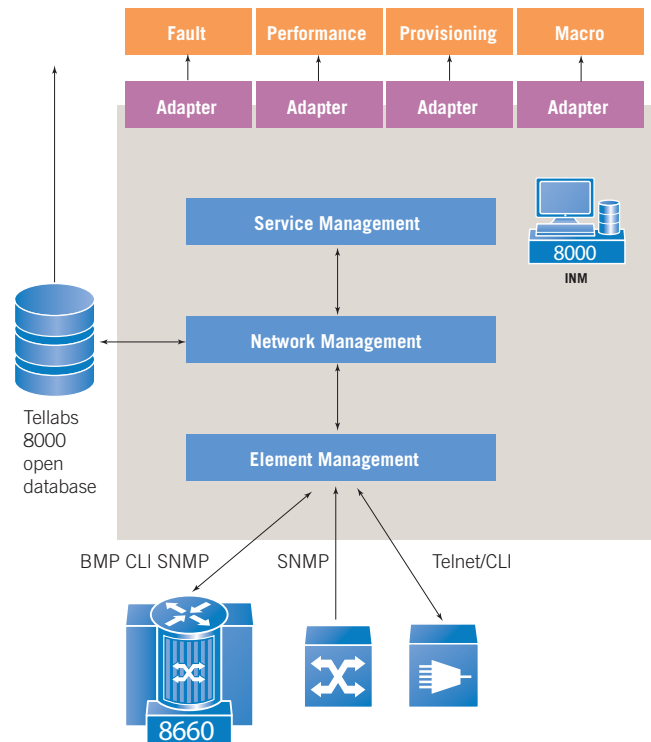 Fault
Performance
Provisioning
Macro
Adapter
Adapter
Adapter
Adapter
Service Management
8000
INM
Network Management
Tellabs
8000
open
database
Element Management
BMP CLI SNMP
SNMP
Telnet/CLI
8660